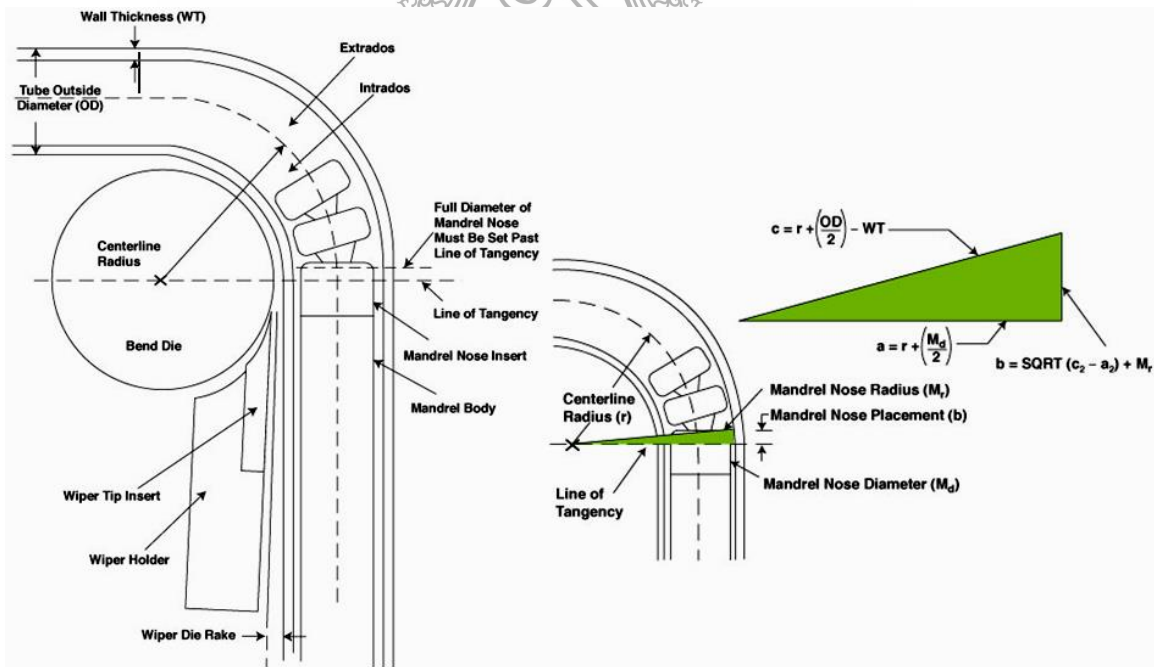 Wall Thickness (WT)
Extrados
Tube Outside
Diameter (OD)
Intrados
Full Diameter of
Mandrel Nose
Must Be Set Past
Line of Tangency
Centerline
Radius
Line of Tangency
Bend Die
Mandrel Nose Insert
Mandrel Body
Wiper Tip Insert
Wiper Holder
Wiper Die Rake
c = r + (OD/2) – WT
a = r + (Md/2)
b = SQRT (c2 – a2) + Mr
Mandrel Nose Radius (Mr)
Centerline
Radius (r)
Mandrel Nose Placement (b)
Line of
Tangency
Mandrel Nose Diameter (Md)